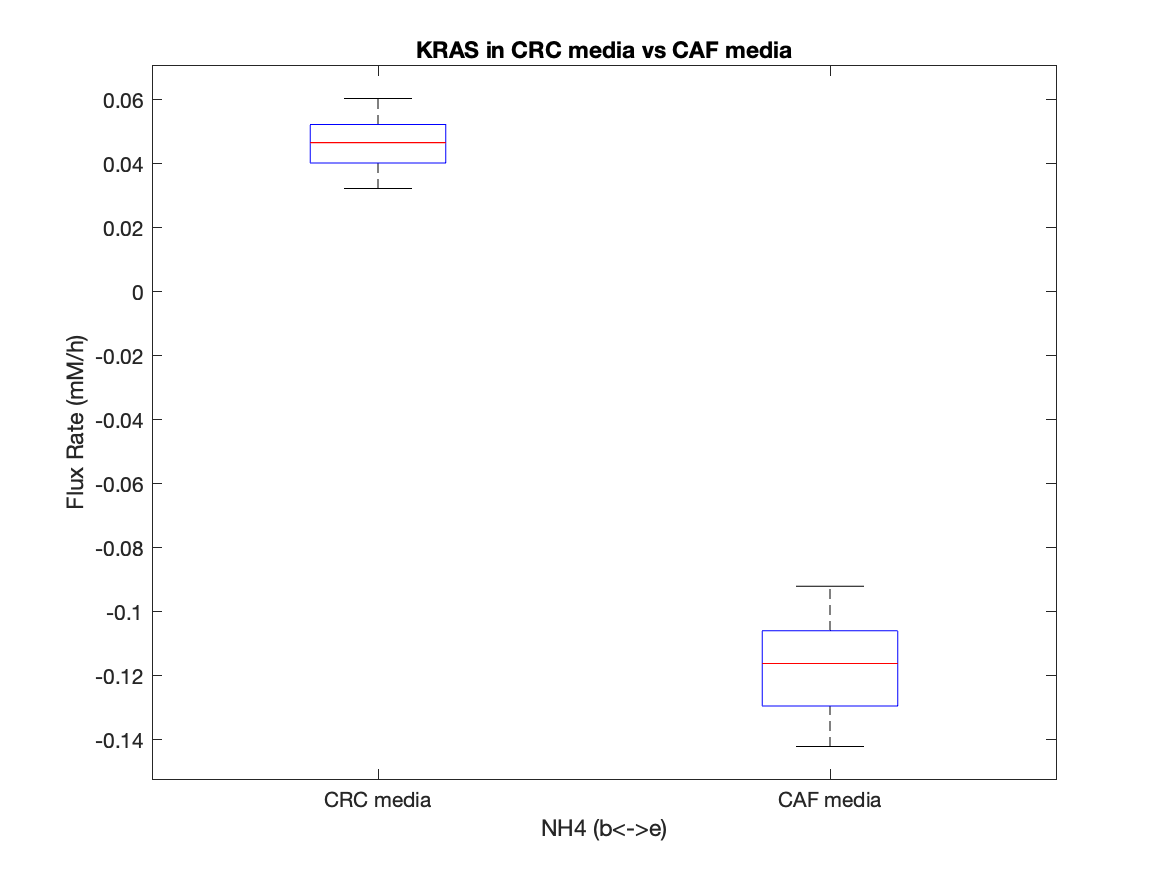 KRAS in CRC media vs CAF media
0.06
0.04
0.02
0
-0.02
-0.04
-0.06
-0.08
-0.1
-0.12
-0.14
Flux Rate (mM/h)
CRC media
CAF media
NH4 (b<->e)